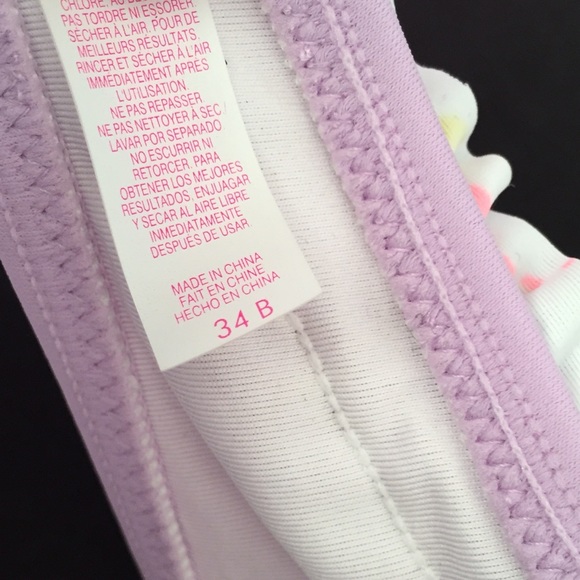 PAS TORDRE NI ESSORER
SÉCHER À L'AIR. POUR DE
MEILLEURS RÉSULTATS,
RINCER ET SÉCHER À L'AIR
IMMÉDIATEMENT APRÈS
L'UTILISATION.
NE PAS REPASSER
NE PAS NETTOYER À SEC/
LAVAR POR SEPARADO
NO ESCURRIR NI
RETORCER. PARA
OBTENER LOS MEJORES
RESULTADOS, ENJUAGAR
Y SECAR AL AIRE LIBRE
INMEDIATAMENTE
DESPUÉS DE USAR
MADE IN CHINA
FAIT EN CHINE
HECHO EN CHINA
34 B